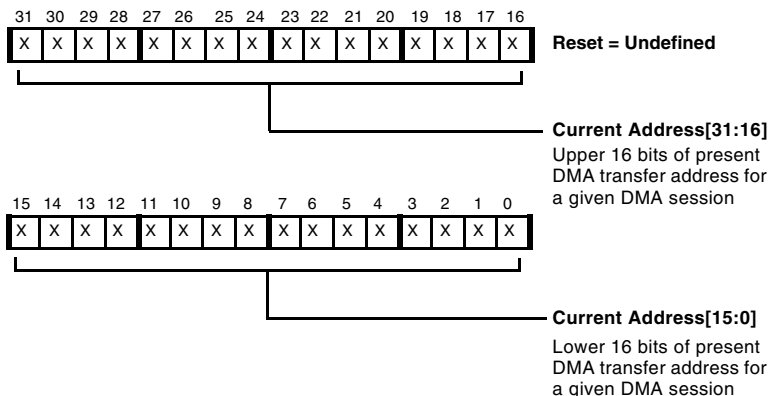 31 30 29 28 27 26 25 24 23 22 21 20 19 18 17 16
X X X X X X X X X X X X X X X X
Reset = Undefined
Current Address[31:16]
Upper 16 bits of present
DMA transfer address for
a given DMA session
15 14 13 12 11 10 9 8 7 6 5 4 3 2 1 0
X X X X X X X X X X X X X X X X
Current Address[15:0]
Lower 16 bits of present
DMA transfer address for
a given DMA session